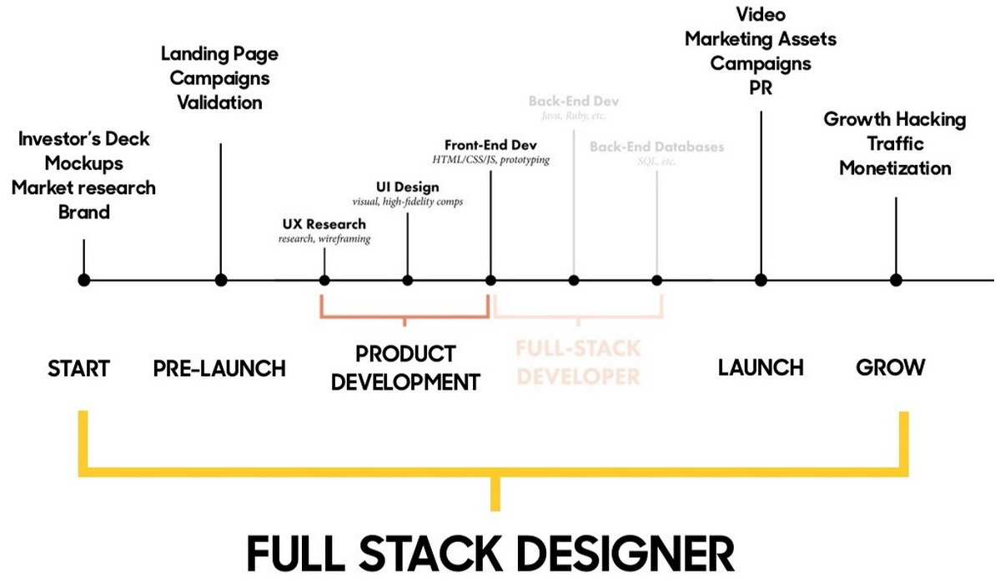 Investor's Deck
Mockups
Market research
Brand
Landing Page
Campaigns
Validation
UX Research
research, wireframing
UI Design
visual, high-fidelity comps
Front-End Dev
HTML/CSS/JS, prototyping
Back-End Dev
Java, Ruby, etc.
Back-End Databases
SQL, etc.
Video
Marketing Assets
Campaigns
PR
Growth Hacking
Traffic
Monetization
START
PRE-LAUNCH
PRODUCT
DEVELOPMENT
FULL-STACK
DEVELOPER
LAUNCH
GROW
FULL STACK DESIGNER